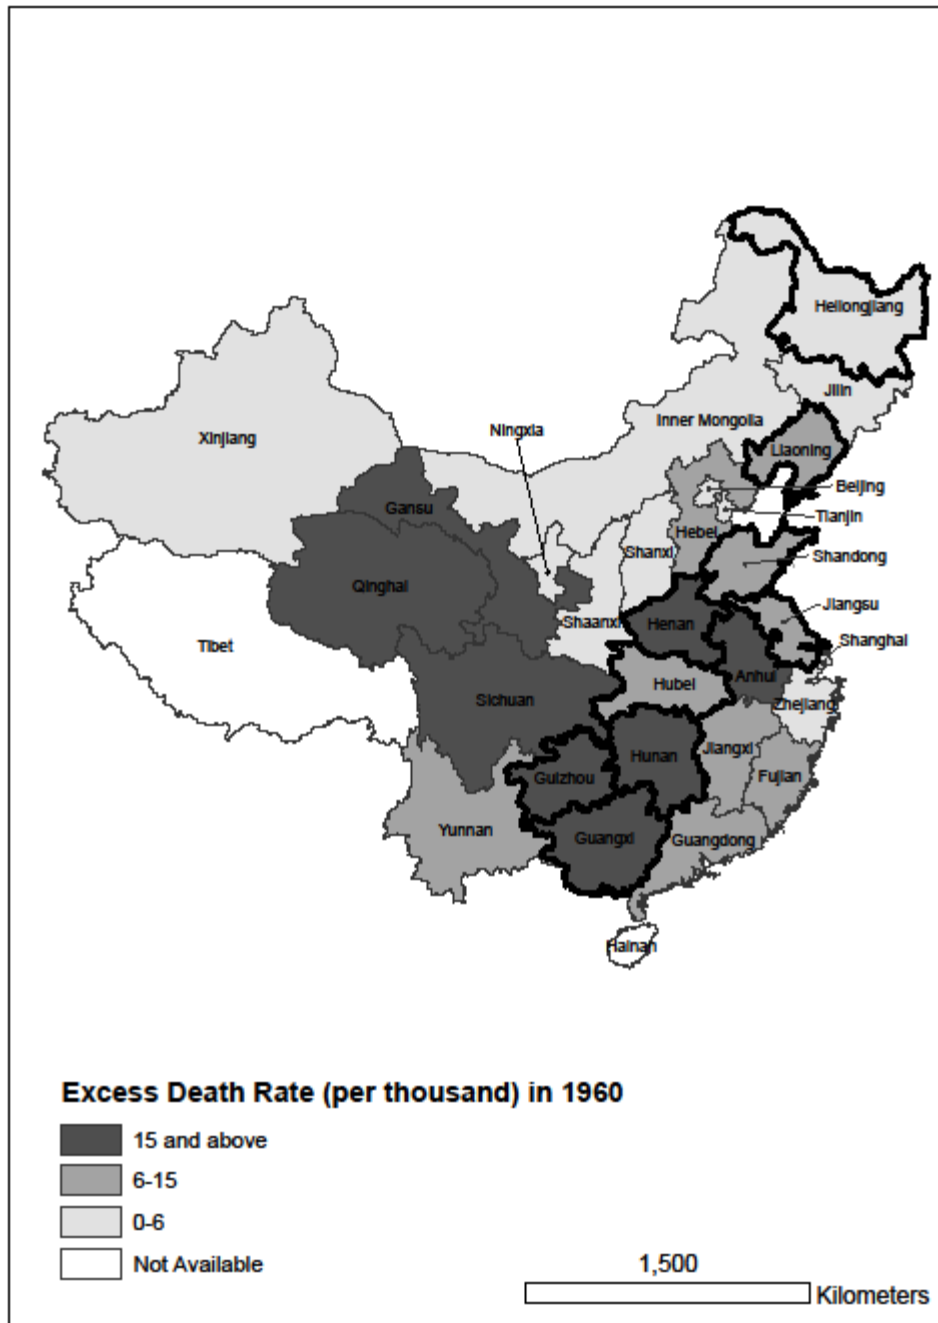 Heilongjiang
Jilin
Inner Mongolia
Ningxia
Xinjiang
Liaoning
Beijing
Gansu
Tianjin
Hebei
Shanxi
Shandong
Qinghai
Jiangsu
Shaanxi
Henan
Shanghai
Tibet
Anhui
Hubei
Sichuan
Zhejiang
Hunan
Jiangxi
Guizhou
Fujian
Yunnan
Guangxi
Guangdong
Hainan
Excess Death Rate (per thousand) in 1960
15 and above
6-15
0-6
Not Available
1,500
Kilometers